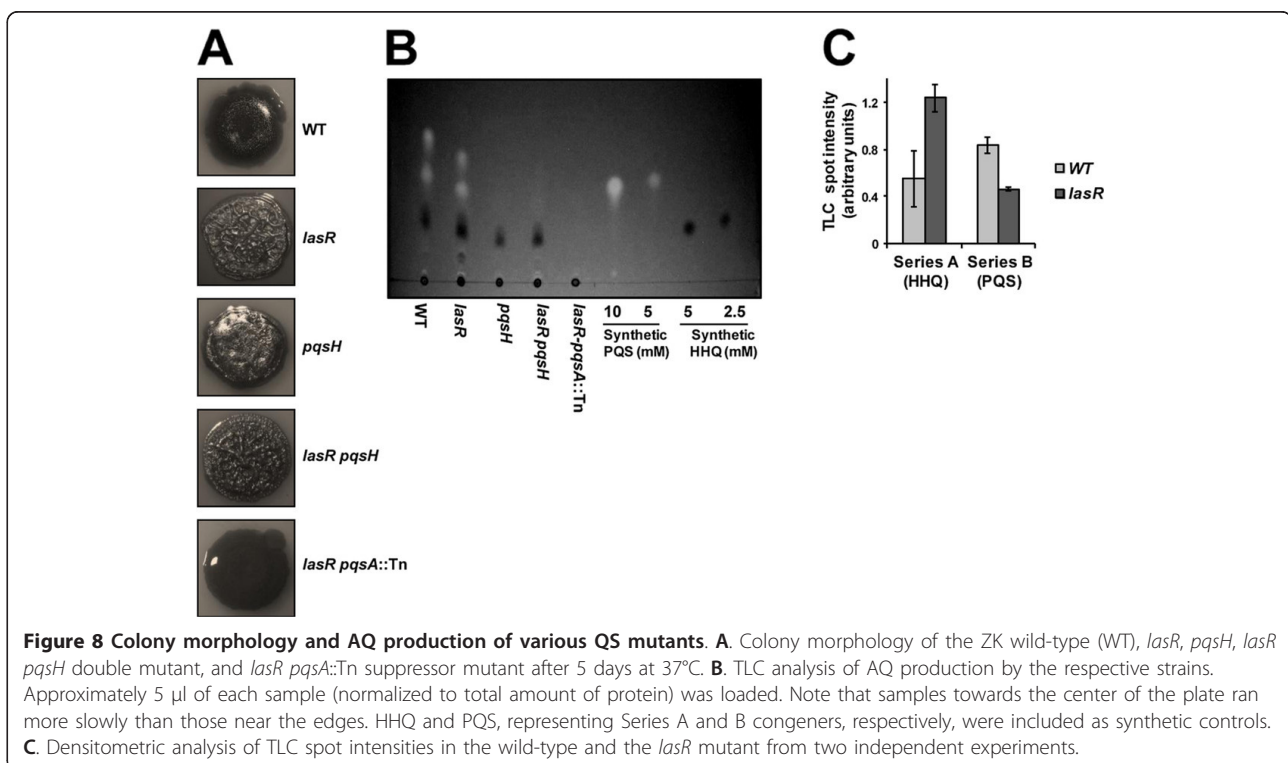 A
B
C
WT
lasR
pqsH
lasR pqsH
lasR pqsA::Tn
WT
lasR
pqsH
lasR pqsH
lasR-pqsA::Tn
10 5
Synthetic
PQS (mM)
5 2.5
Synthetic
HHQ (mM)
TLC spot intensity
(arbitrary units)
1.2
0.8
0.4
0
Series A
(HHQ)
Series B
(PQS)
WT
lasR
Figure 8 Colony morphology and AQ production of various QS mutants. A. Colony morphology of the ZK wild-type (WT), lasR, pqsH, lasR
pqsH double mutant, and lasR pqsA::Tn suppressor mutant after 5 days at 37°C. B. TLC analysis of AQ production by the respective strains.
Approximately 5 μl of each sample (normalized to total amount of protein) was loaded. Note that samples towards the center of the plate ran
more slowly than those near the edges. HHQ and PQS, representing Series A and B congeners, respectively, were included as synthetic controls.
C. Densitometric analysis of TLC spot intensities in the wild-type and the lasR mutant from two independent experiments.